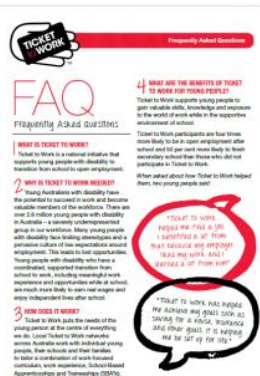 TICKET
TO WORK
Frequently Asked Questions
FAQ
Frequently Asked Questions
1 WHAT IS TICKET TO WORK?
Ticket to Work is a national initiative that
supports young people with disability to
transition from school to open employment.
2 WHY IS TICKET TO WORK NEEDED?
Young Australians with disability have
the potential to succeed in work and become
valuable members of the workforce. There are
over 2.6 million young people with disability
in Australia – a severely underrepresented
group in our workforce. Many young people
with disability face limiting stereotypes and a
pervasive culture of low expectations around
employment. This leads to lost opportunities.
Young people with disability who have a
coordinated, supported transition from
school to work, including meaningful work
experience and opportunities while at school,
are much more likely to earn real wages and
enjoy independent lives after school.
3 HOW DOES IT WORK?
Ticket to Work puts the needs of the
young person at the centre of everything
we do. Local Ticket to Work networks
across Australia work with individual young
people, their schools and their families
to tailor a combination of work-focused
curriculum, work experience, School-Based
Apprenticeships and Traineeships (SBATs),
4 WHAT ARE THE BENEFITS OF TICKET
TO WORK FOR YOUNG PEOPLE?
Ticket to Work supports young people to
gain valuable skills, knowledge and exposure
to the world of work while in the supportive
environment of school.
Ticket to Work participants are four times
more likely to be in open employment after
school and 50 per cent more likely to finish
secondary school than those who did not
participate in Ticket to Work.
When asked about how Ticket to Work helped
them, two young people said:
"Ticket to Work
helped me find a job.
I benefited a lot from
that because my employer
liked my work and I
learned a lot from him"
"Ticket to Work has helped
me achieve my goals such as
saving for a house, insurance
and other goals. It is helping
me be set up for life"